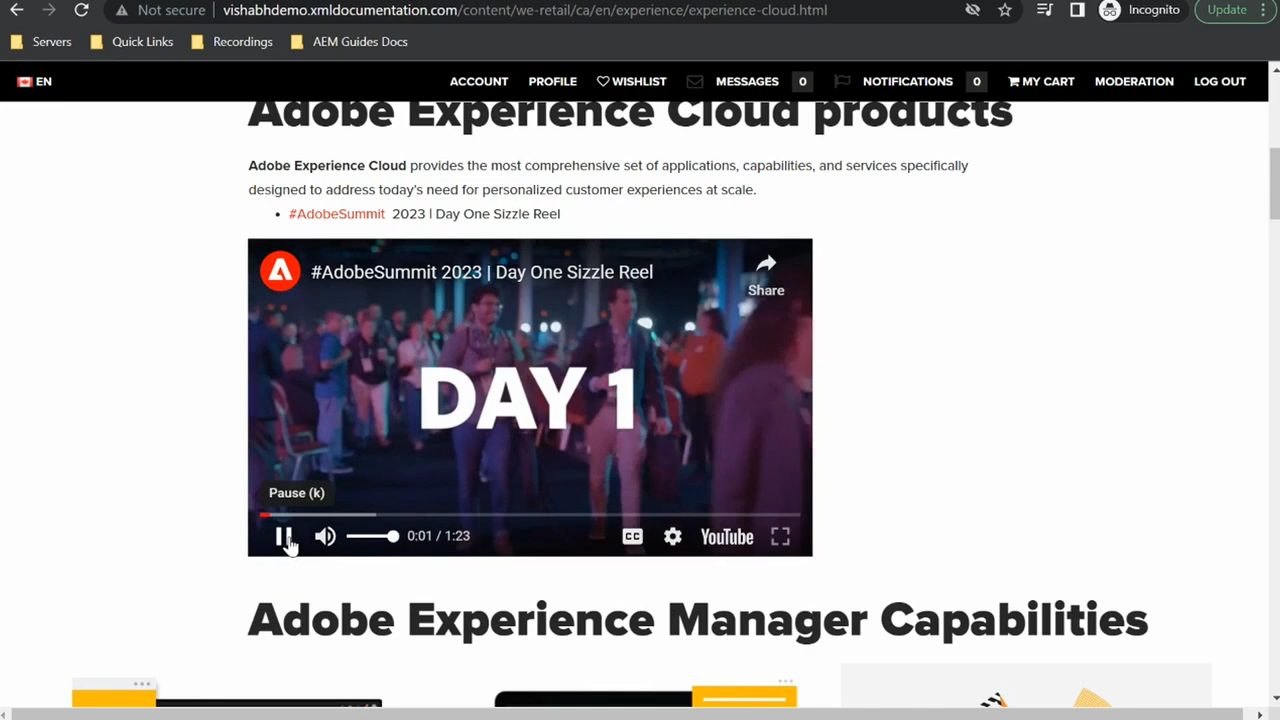 Not secure vishabhdemo.xmldocumentation.com/content/we-retail/ca/en/experience/experience-cloud.html Incognito Update
Servers Quick Links Recordings AEM Guides Docs
EN ACCOUNT PROFILE WISHLIST MESSAGES 0 NOTIFICATIONS 0 MY CART MODERATION LOG OUT
Adobe Experience Cloud products
Adobe Experience Cloud provides the most comprehensive set of applications, capabilities, and services specifically
designed to address today's need for personalized customer experiences at scale.
• #AdobeSummit 2023 | Day One Sizzle Reel
#AdobeSummit 2023 | Day One Sizzle Reel
Share
DAY 1
Pause (k)
0:01 / 1:23 CC YouTube
Adobe Experience Manager Capabilities